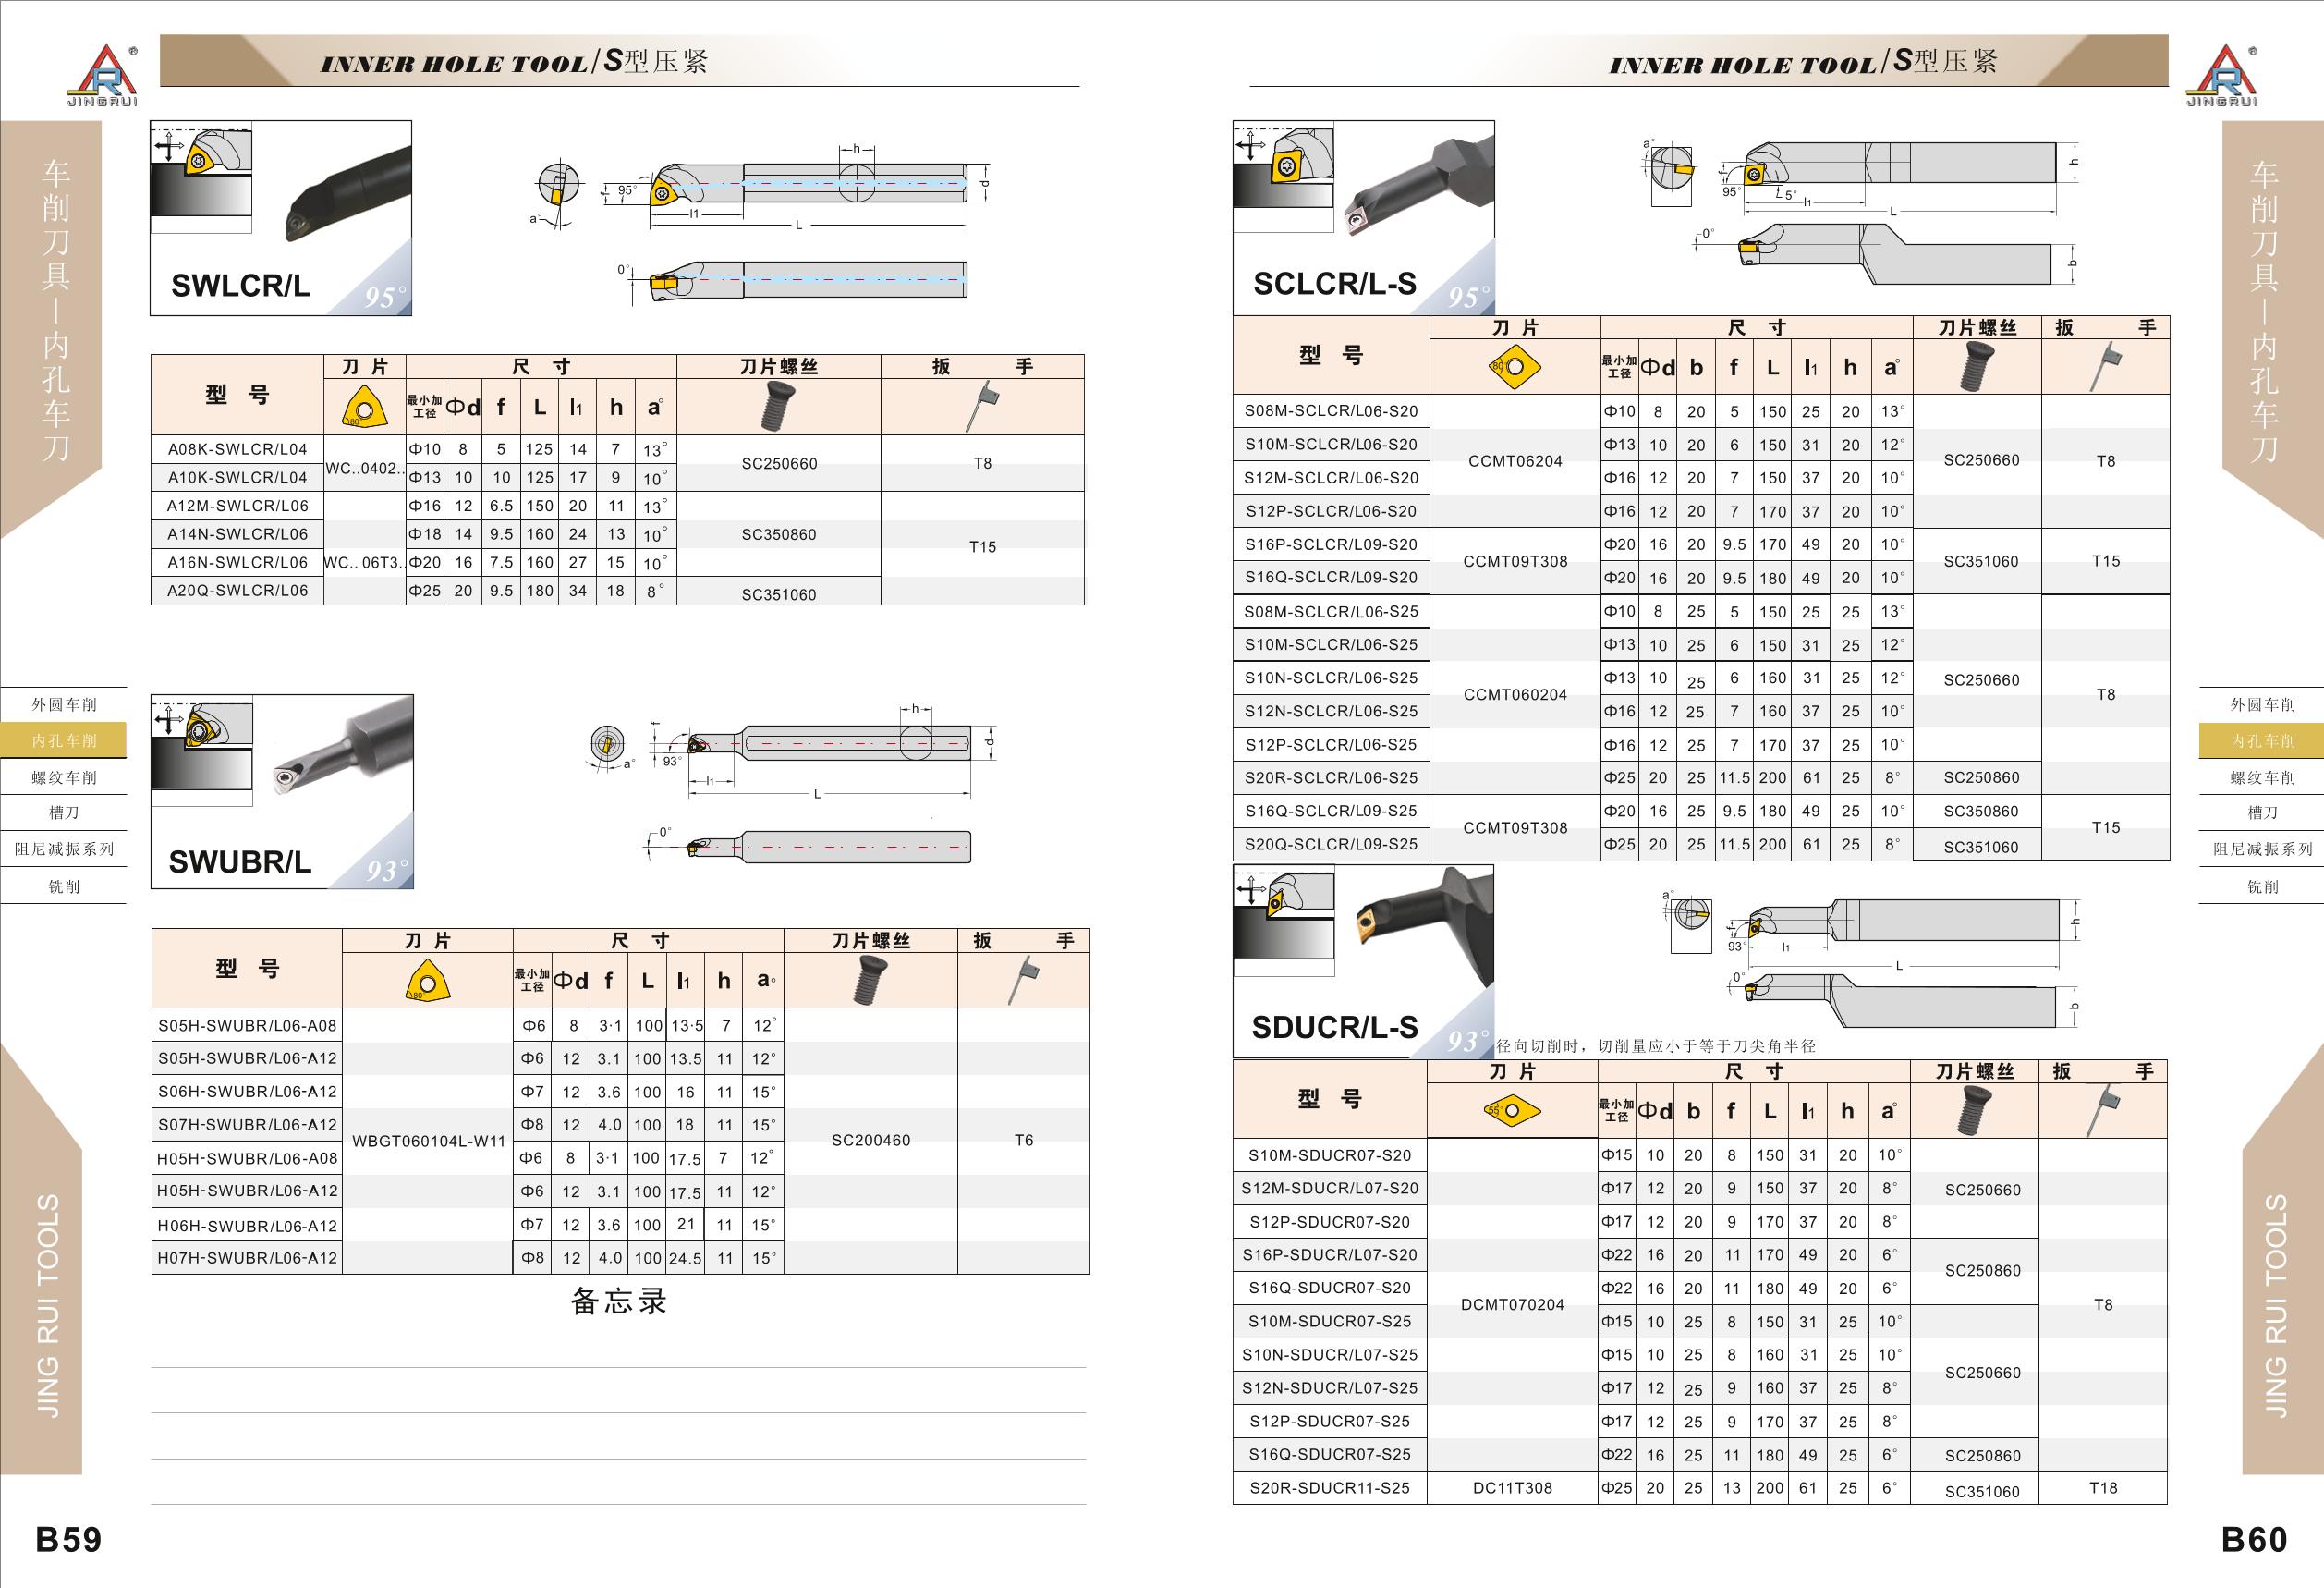 JINGRUI
INNER HOLE TOOL/S型压紧
车削刀具—内孔车刀
外圆车削
内孔车削
螺纹车削
槽刀
阻尼减振系列
铣削
JING RUI TOOLS
B59
SWLCR/L
95°
a° f 95° l1 L h d
0°
型 号 刀 片 尺 寸 刀片螺丝 扳 手
80° 最小加工径 Φd f L l1 h a°
A08K-SWLCR/L04 WC..0402.. Φ10 8 5 125 14 7 13° SC250660 T8
A10K-SWLCR/L04 Φ13 10 10 125 17 9 10°
A12M-SWLCR/L06 WC.. 06T3.. Φ16 12 6.5 150 20 11 13° SC350860 T15
A14N-SWLCR/L06 Φ18 14 9.5 160 24 13 10°
A16N-SWLCR/L06 Φ20 16 7.5 160 27 15 10°
A20Q-SWLCR/L06 Φ25 20 9.5 180 34 18 8° SC351060
SWUBR/L
93°
a° f 93° l1 L h d
0°
型 号 刀 片 尺 寸 刀片螺丝 扳 手
80° 最小加工径 Φd f L l1 h a°
S05H-SWUBR/L06-A08 WBGT060104L-W11 Φ6 8 3·1 100 13·5 7 12° SC200460 T6
S05H-SWUBR/L06-A12 Φ6 12 3.1 100 13.5 11 12°
S06H-SWUBR/L06-A12 Φ7 12 3.6 100 16 11 15°
S07H-SWUBR/L06-A12 Φ8 12 4.0 100 18 11 15°
H05H-SWUBR/L06-A08 Φ6 8 3·1 100 17.5 7 12°
H05H-SWUBR/L06-A12 Φ6 12 3.1 100 17.5 11 12°
H06H-SWUBR/L06-A12 Φ7 12 3.6 100 21 11 15°
H07H-SWUBR/L06-A12 Φ8 12 4.0 100 24.5 11 15°
备忘录
INNER HOLE TOOL/S型压紧
JINGRUI
SCLCR/L-S
95°
a° f 95° 5° l1 L h
0° b
型 号 刀 片 尺 寸 刀片螺丝 扳 手
80° 最小加工径 Φd b f L l1 h a°
S08M-SCLCR/L06-S20 CCMT06204 Φ10 8 20 5 150 25 20 13° SC250660 T8
S10M-SCLCR/L06-S20 Φ13 10 20 6 150 31 20 12°
S12M-SCLCR/L06-S20 Φ16 12 20 7 150 37 20 10°
S12P-SCLCR/L06-S20 Φ16 12 20 7 170 37 20 10°
S16P-SCLCR/L09-S20 CCMT09T308 Φ20 16 20 9.5 170 49 20 10° SC351060 T15
S16Q-SCLCR/L09-S20 Φ20 16 20 9.5 180 49 20 10°
S08M-SCLCR/L06-S25 CCMT060204 Φ10 8 25 5 150 25 25 13° SC250660 T8
S10M-SCLCR/L06-S25 Φ13 10 25 6 150 31 25 12°
S10N-SCLCR/L06-S25 Φ13 10 25 6 160 31 25 12°
S12N-SCLCR/L06-S25 Φ16 12 25 7 160 37 25 10°
S12P-SCLCR/L06-S25 Φ16 12 25 7 170 37 25 10°
S20R-SCLCR/L06-S25 Φ25 20 25 11.5 200 61 25 8° SC250860
S16Q-SCLCR/L09-S25 CCMT09T308 Φ20 16 25 9.5 180 49 25 10° SC350860 T15
S20Q-SCLCR/L09-S25 Φ25 20 25 11.5 200 61 25 8° SC351060
SDUCR/L-S
93°
a° f 93° l1 L h
0° b
径向切削时，切削量应小于等于刀尖角半径
型 号 刀 片 尺 寸 刀片螺丝 扳 手
55° 最小加工径 Φd b f L l1 h a°
S10M-SDUCR07-S20 DCMT070204 Φ15 10 20 8 150 31 20 10° SC250660 T8
S12M-SDUCR/L07-S20 Φ17 12 20 9 150 37 20 8°
S12P-SDUCR07-S20 Φ17 12 20 9 170 37 20 8°
S16P-SDUCR/L07-S20 Φ22 16 20 11 170 49 20 6° SC250860
S16Q-SDUCR07-S20 Φ22 16 20 11 180 49 20 6°
S10M-SDUCR07-S25 Φ15 10 25 8 150 31 25 10° SC250660
S10N-SDUCR/L07-S25 Φ15 10 25 8 160 31 25 10°
S12N-SDUCR/L07-S25 Φ17 12 25 9 160 37 25 8°
S12P-SDUCR07-S25 Φ17 12 25 9 170 37 25 8°
S16Q-SDUCR07-S25 Φ22 16 25 11 180 49 25 6° SC250860
S20R-SDUCR11-S25 DC11T308 Φ25 20 25 13 200 61 25 6° SC351060 T18
车削刀具—内孔车刀
外圆车削
内孔车削
螺纹车削
槽刀
阻尼减振系列
铣削
JING RUI TOOLS
B60